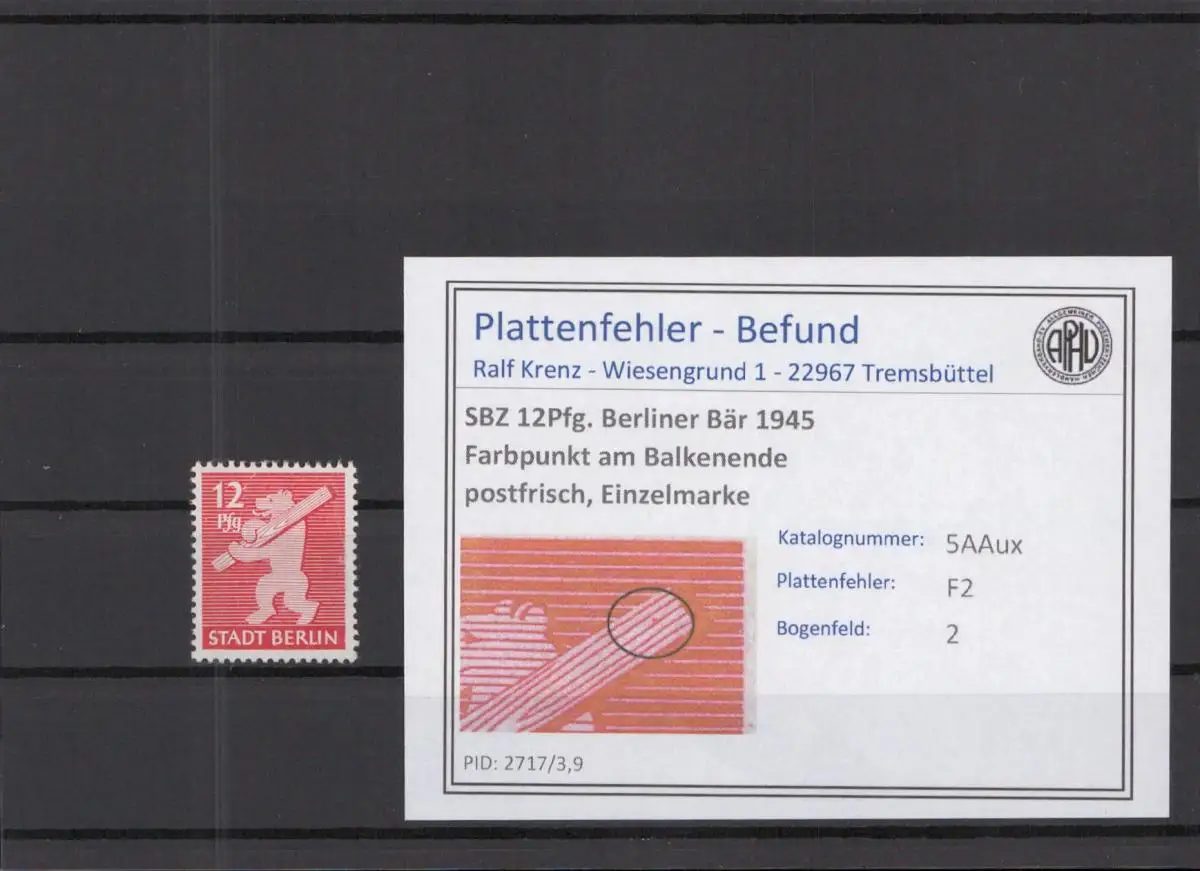 12
Pfg
STADT BERLIN
Plattenfehler - Befund
Ralf Krenz - Wiesengrund 1 - 22967 Tremsbüttel
APHV
SBZ 12Pfg. Berliner Bär 1945
Farbpunkt am Balkenende
postfrisch, Einzelmarke
Katalognummer: 5AAux
Plattenfehler: F2
Bogenfeld: 2
PID: 2717/3,9